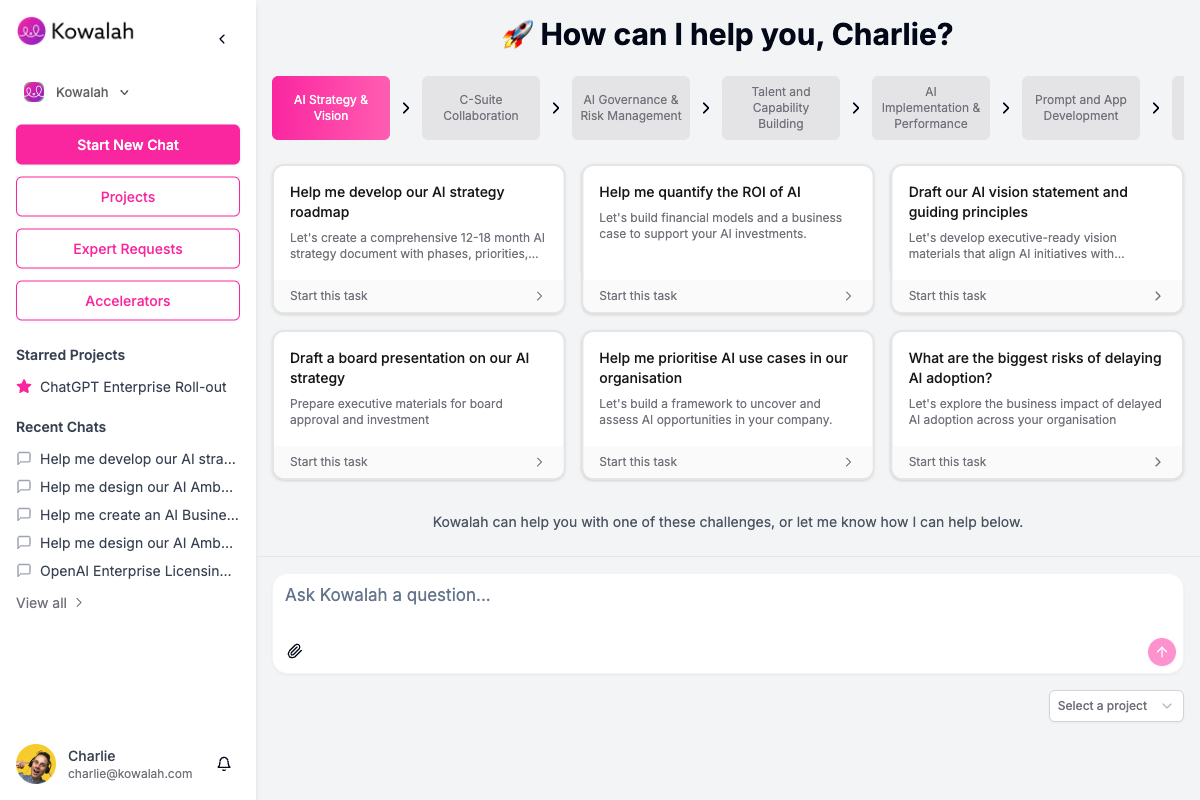 Kowalah
Kowalah
Start New Chat
Projects
Expert Requests
Accelerators
Starred Projects
ChatGPT Enterprise Roll-out
Recent Chats
Help me develop our AI stra...
Help me design our AI Amb...
Help me create an AI Busine...
Help me design our AI Amb...
OpenAI Enterprise Licensin...
View all
Charlie
charlie@kowalah.com
🚀 How can I help you, Charlie?
AI Strategy &
Vision
C-Suite
Collaboration
AI Governance &
Risk Management
Talent and
Capability
Building
AI
Implementation &
Performance
Prompt and App
Development
Help me develop our AI strategy
roadmap
Let's create a comprehensive 12-18 month AI
strategy document with phases, priorities,...
Start this task
Help me quantify the ROI of AI
Let's build financial models and a business
case to support your AI investments.
Start this task
Draft our AI vision statement and
guiding principles
Let's develop executive-ready vision
materials that align AI initiatives with...
Start this task
Draft a board presentation on our AI
strategy
Prepare executive materials for board
approval and investment
Start this task
Help me prioritise AI use cases in our
organisation
Let's build a framework to uncover and
assess AI opportunities in your company.
Start this task
What are the biggest risks of delaying
AI adoption?
Let's explore the business impact of delayed
AI adoption across your organisation
Start this task
Kowalah can help you with one of these challenges, or let me know how I can help below.
Ask Kowalah a question...
Select a project